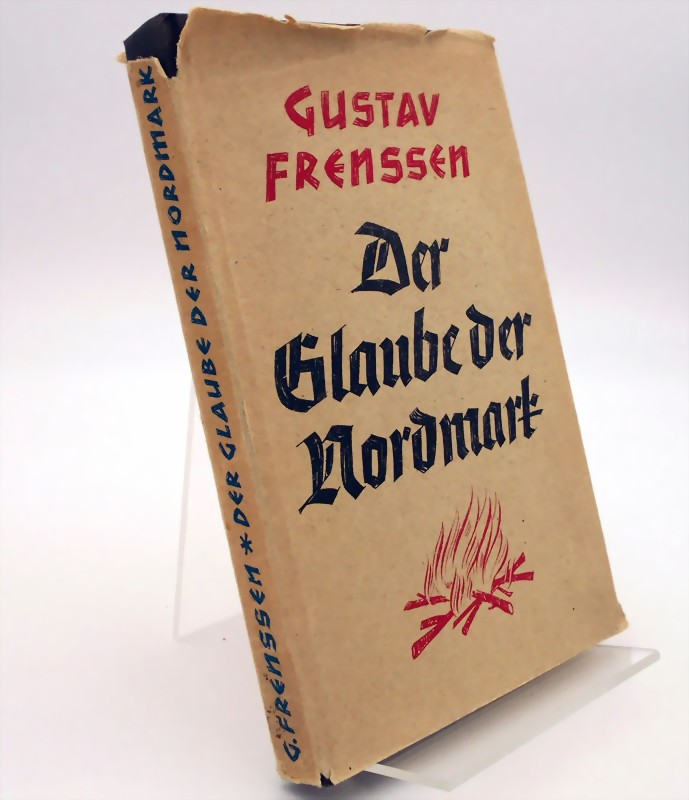 GUSTAV
FRENSSEN
Der
Glaube der
Nordmark
G. FRENSSEN * DER GLAUBE DER NORDMARK